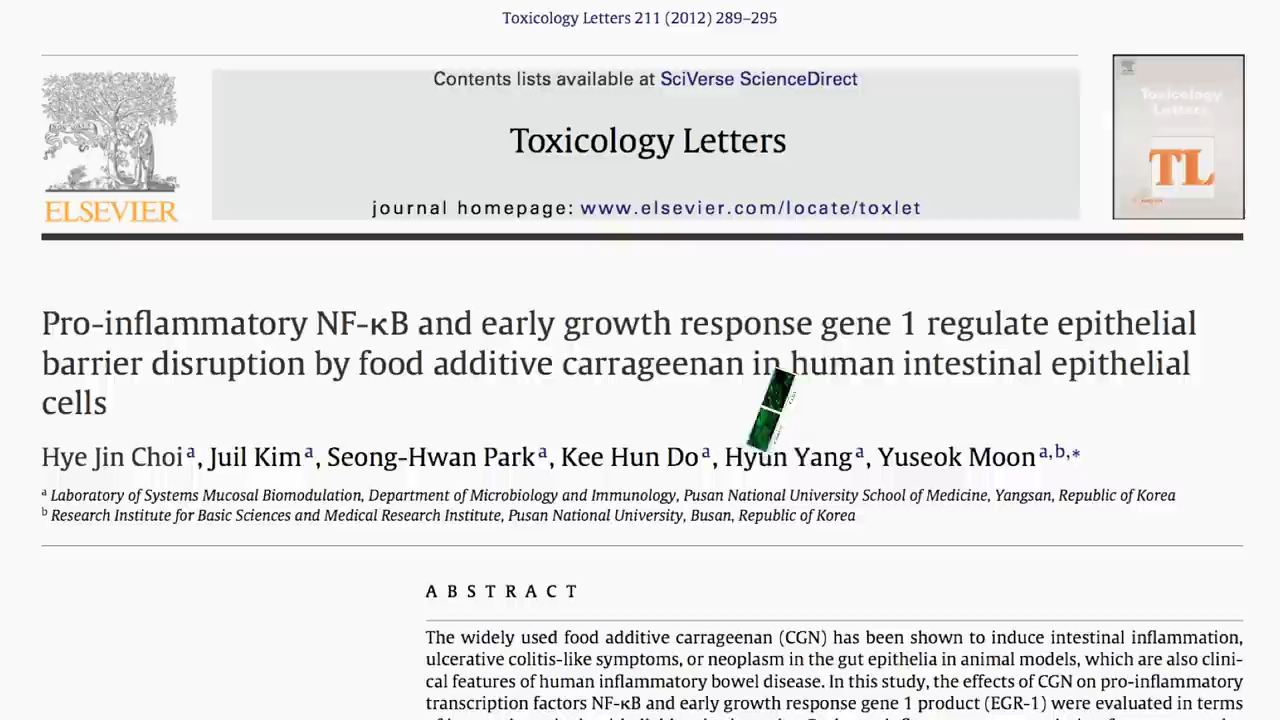 Toxicology Letters 211 (2012) 289–295
Contents lists available at SciVerse ScienceDirect
Toxicology Letters
journal homepage: www.elsevier.com/locate/toxlet
ELSEVIER
Toxicology
Letters
TL
Pro-inflammatory NF-κB and early growth response gene 1 regulate epithelial
barrier disruption by food additive carrageenan in human intestinal epithelial
cells
Hye Jin Choi a, Juil Kim a, Seong-Hwan Park a, Kee Hun Do a, Hyun Yang a, Yuseok Moon a,b,*
a Laboratory of Systems Mucosal Biomodulation, Department of Microbiology and Immunology, Pusan National University School of Medicine, Yangsan, Republic of Korea
b Research Institute for Basic Sciences and Medical Research Institute, Pusan National University, Busan, Republic of Korea
ABSTRACT
The widely used food additive carrageenan (CGN) has been shown to induce intestinal inflammation,
ulcerative colitis-like symptoms, or neoplasm in the gut epithelia in animal models, which are also clini-
cal features of human inflammatory bowel disease. In this study, the effects of CGN on pro-inflammatory
transcription factors NF-κB and early growth response gene 1 product (EGR-1) were evaluated in terms